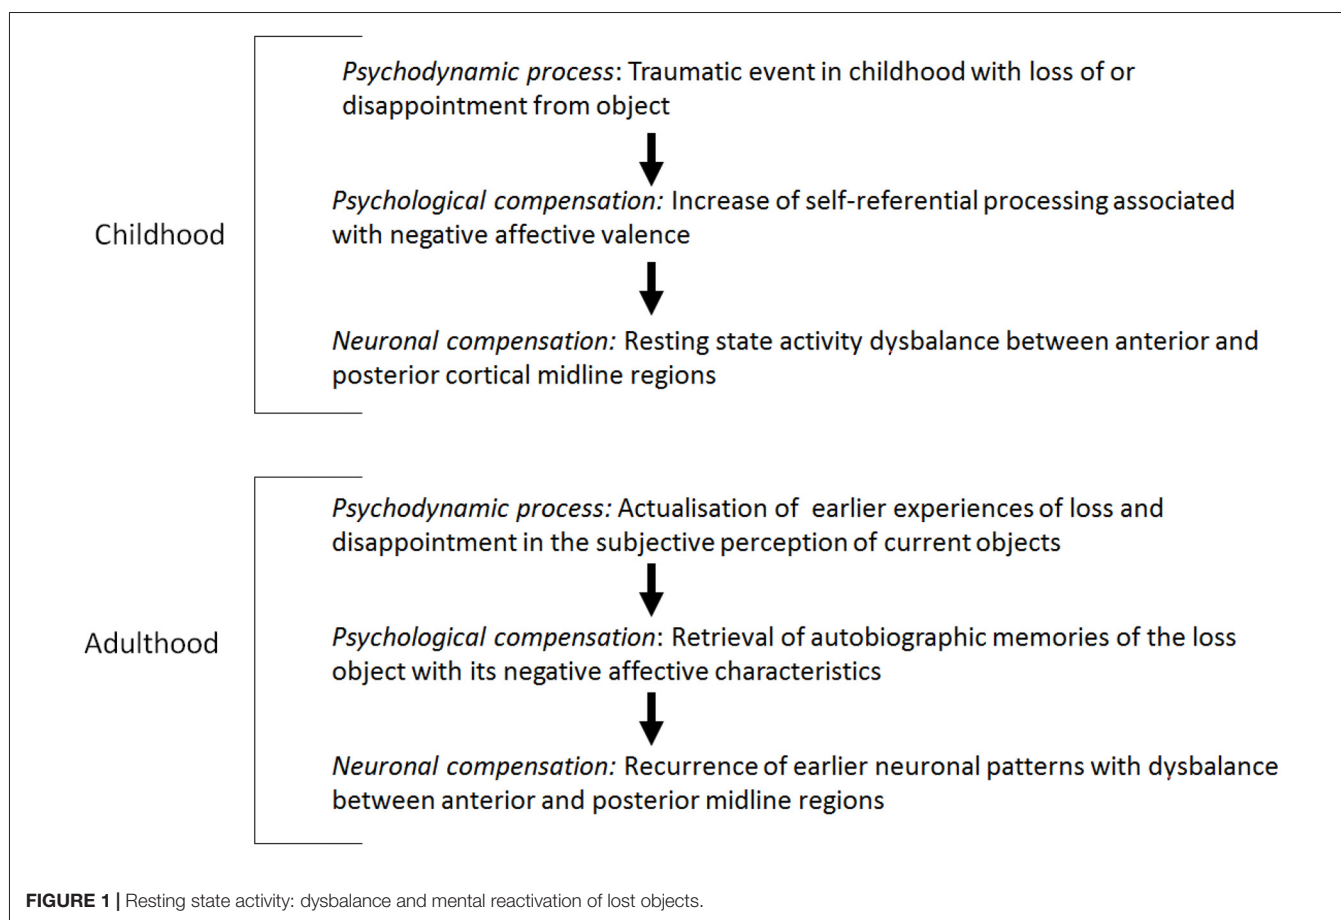 Childhood
Psychodynamic process: Traumatic event in childhood with loss of or
disappointment from object
Psychological compensation: Increase of self-referential processing associated
with negative affective valence
Neuronal compensation: Resting state activity dysbalance between anterior and
posterior cortical midline regions
Adulthood
Psychodynamic process: Actualisation of earlier experiences of loss and
disappointment in the subjective perception of current objects
Psychological compensation: Retrieval of autobiographic memories of the loss
object with its negative affective characteristics
Neuronal compensation: Recurrence of earlier neuronal patterns with dysbalance
between anterior and posterior midline regions
FIGURE 1 | Resting state activity: dysbalance and mental reactivation of lost objects.